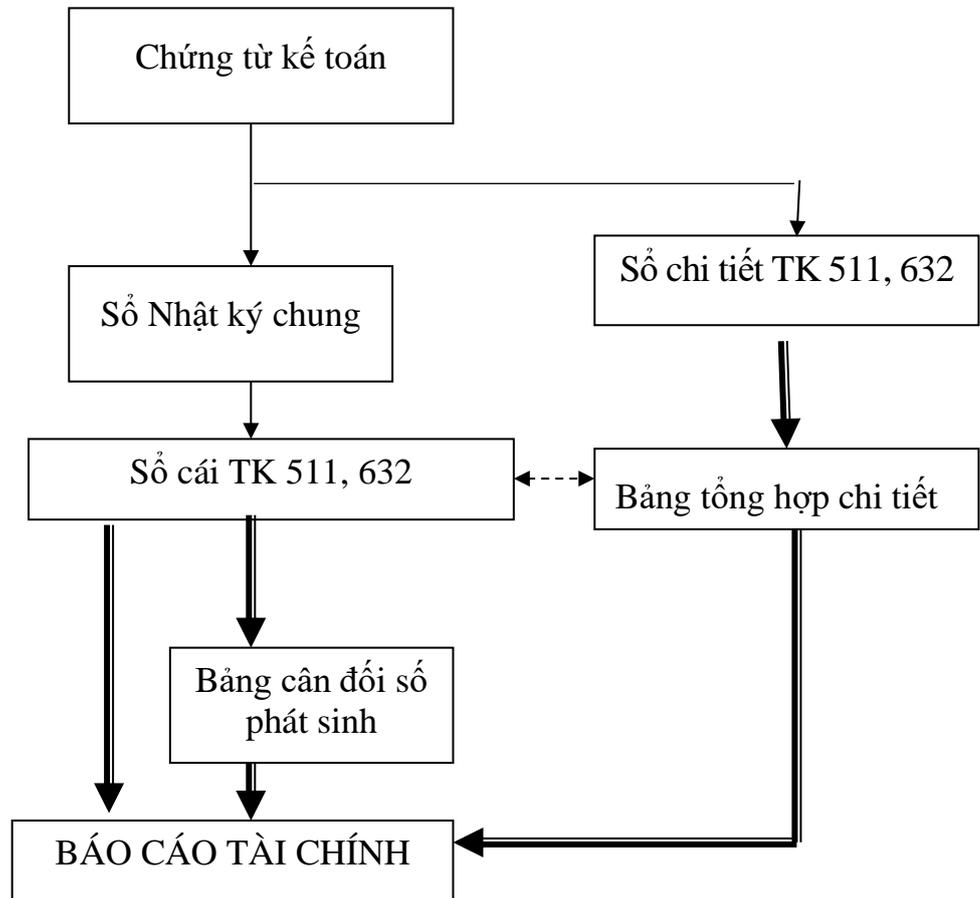 Chứng từ kế toán
Sổ chi tiết TK 511, 632
Sổ Nhật ký chung
Sổ cái TK 511, 632
Bảng tổng hợp chi tiết
Bảng cân đối số
phát sinh
BÁO CÁO TÀI CHÍNH